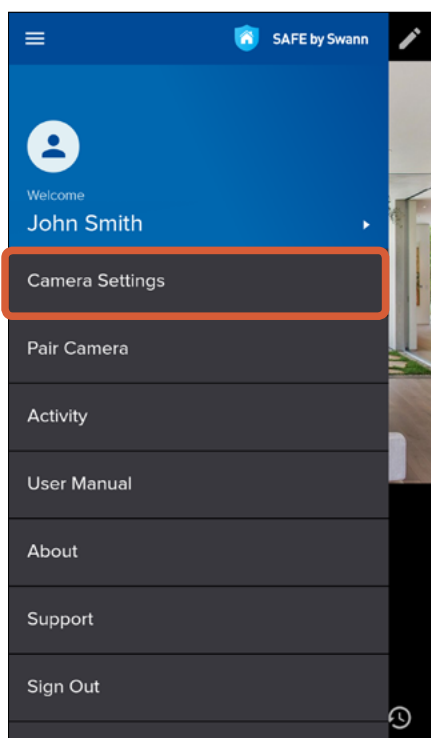 SAFE by Swann
Welcome
John Smith
Camera Settings
Pair Camera
Activity
User Manual
About
Support
Sign Out